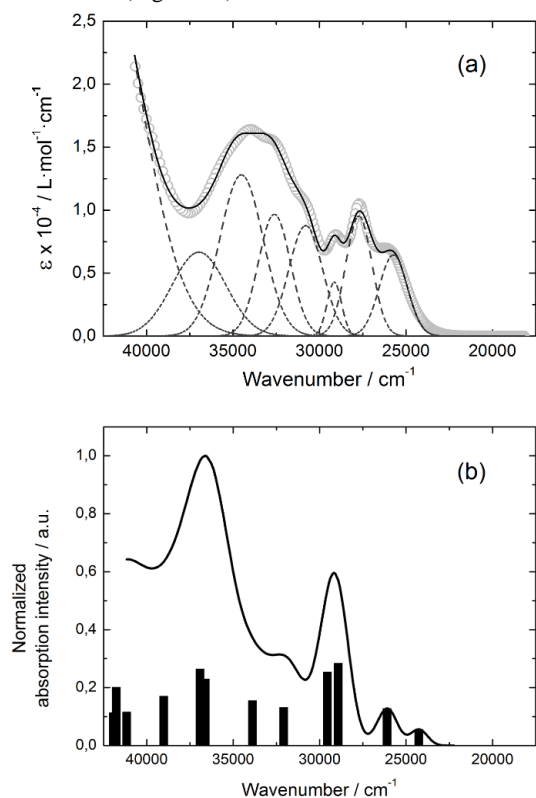 (a)
2,5
2,0
1,5
1,0
0,5
0,0
ε x 10⁻⁴ / L·mol⁻¹·cm⁻¹
40000 35000 30000 25000 20000
Wavenumber / cm⁻¹
(b)
1,0
0,8
0,6
0,4
0,2
0,0
Normalized
absorption intensity / a.u.
40000 35000 30000 25000 20000
Wavenumber / cm⁻¹